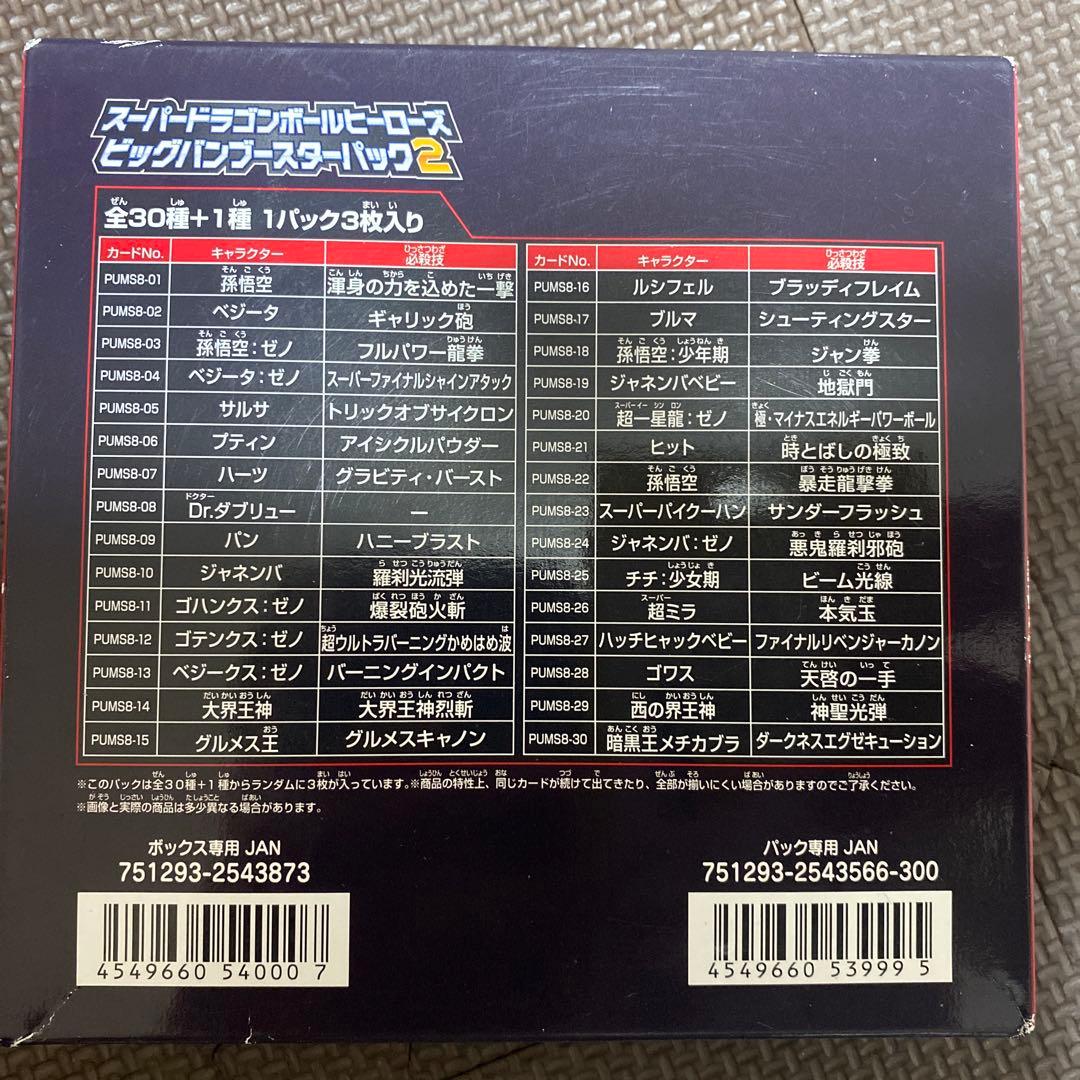 スーパードラゴンボールヒーローズ
ビッグバンブースターパック2
全30種+1種 1パック3枚入り
カードNo. キャラクター 必殺技
PUMS8-01 孫悟空 渾身の力を込めた一撃
PUMS8-02 ベジータ ギャリック砲
PUMS8-03 孫悟空:ゼノ フルパワー龍拳
PUMS8-04 ベジータ:ゼノ スーパーファイナルシャインアタック
PUMS8-05 サルサ トリックオブサイクロン
PUMS8-06 プティン アイシクルパウダー
PUMS8-07 ハーツ グラビティ・バースト
PUMS8-08 Dr.ダブリュー ー
PUMS8-09 パン ハニーブラスト
PUMS8-10 ジャネンバ 羅刹光流弾
PUMS8-11 ゴハンクス:ゼノ 爆裂砲火斬
PUMS8-12 ゴテンクス:ゼノ 超ウルトラバーニングかめはめ波
PUMS8-13 ベジークス:ゼノ バーニングインパクト
PUMS8-14 大界王神 大界王神烈斬
PUMS8-15 グルメス王 グルメスキャノン
カードNo. キャラクター 必殺技
PUMS8-16 ルシフェル ブラッディフレイム
PUMS8-17 ブルマ シューティングスター
PUMS8-18 孫悟空:少年期 ジャン拳
PUMS8-19 ジャネンバベビー 地獄門
PUMS8-20 超一星龍:ゼノ 極・マイナスエネルギーパワーボール
PUMS8-21 ヒット 時とばしの極致
PUMS8-22 孫悟空 暴走龍撃拳
PUMS8-23 スーパーパイクーハン サンダーフラッシュ
PUMS8-24 ジャネンバ:ゼノ 悪鬼羅刹邪砲
PUMS8-25 チチ:少女期 ビーム光線
PUMS8-26 超ミラ 本気玉
PUMS8-27 ハッチヒャックベビー ファイナルリベンジャーカノン
PUMS8-28 ゴワス 天啓の一手
PUMS8-29 西の界王神 神聖光弾
PUMS8-30 暗黒王メチカブラ ダークネスエグゼキューション
※このパックは全30種+1種からランダムに3枚が入っています。※商品の特性上、同じカードが続けて出てきたり、全部が揃いにくい場合がありますのでご了承ください。
※画像と実際の商品は多少異なる場合があります。
ボックス専用 JAN
751293-2543873
4549660 54000 7
パック専用 JAN
751293-2543566-300
4549660 53999 5